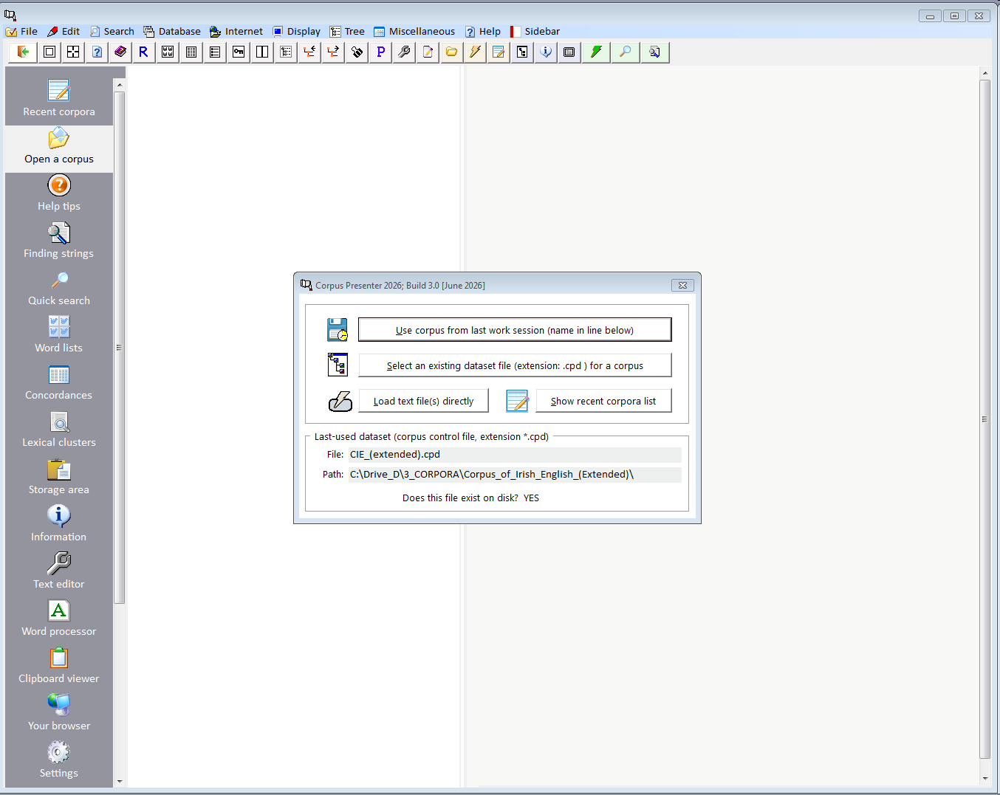 File Edit Search Database Internet Display Tree Miscellaneous Help Sidebar
R P
Recent corpora
Open a corpus
Help tips
Finding strings
Quick search
Word lists
Concordances
Lexical clusters
Storage area
Information
Text editor
Word processor
Clipboard viewer
Your browser
Settings
Corpus Presenter 2026; Build 3.0 [June 2026]
Use corpus from last work session (name in line below)
Select an existing dataset file (extension: .cpd ) for a corpus
Load text file(s) directly Show recent corpora list
Last-used dataset (corpus control file, extension *.cpd)
File: CIE_(extended).cpd
Path: C:\Drive_D\3_CORPORA\Corpus_of_Irish_English_(Extended)\
Does this file exist on disk? YES